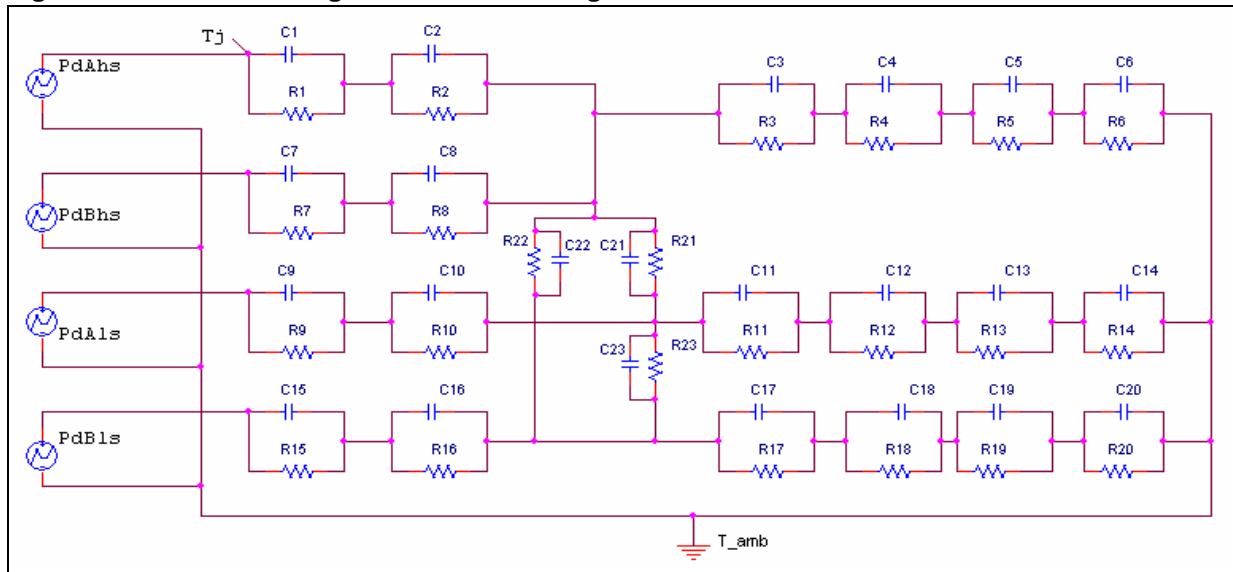 Tj
C1 C2
PdAhs
R1 R2
C3 C4 C5 C6
R3 R4 R5 R6
C7 C8
PdBhs
R7 R8
R22 C22 C21 R21
C9 C10 C11 C12 C13 C14
PdAls
R9 R10 R11 R12 R13 R14
C23 R23
C15 C16 C17 C18 C19 C20
PdBls
R15 R16 R17 R18 R19 R20
T_amb